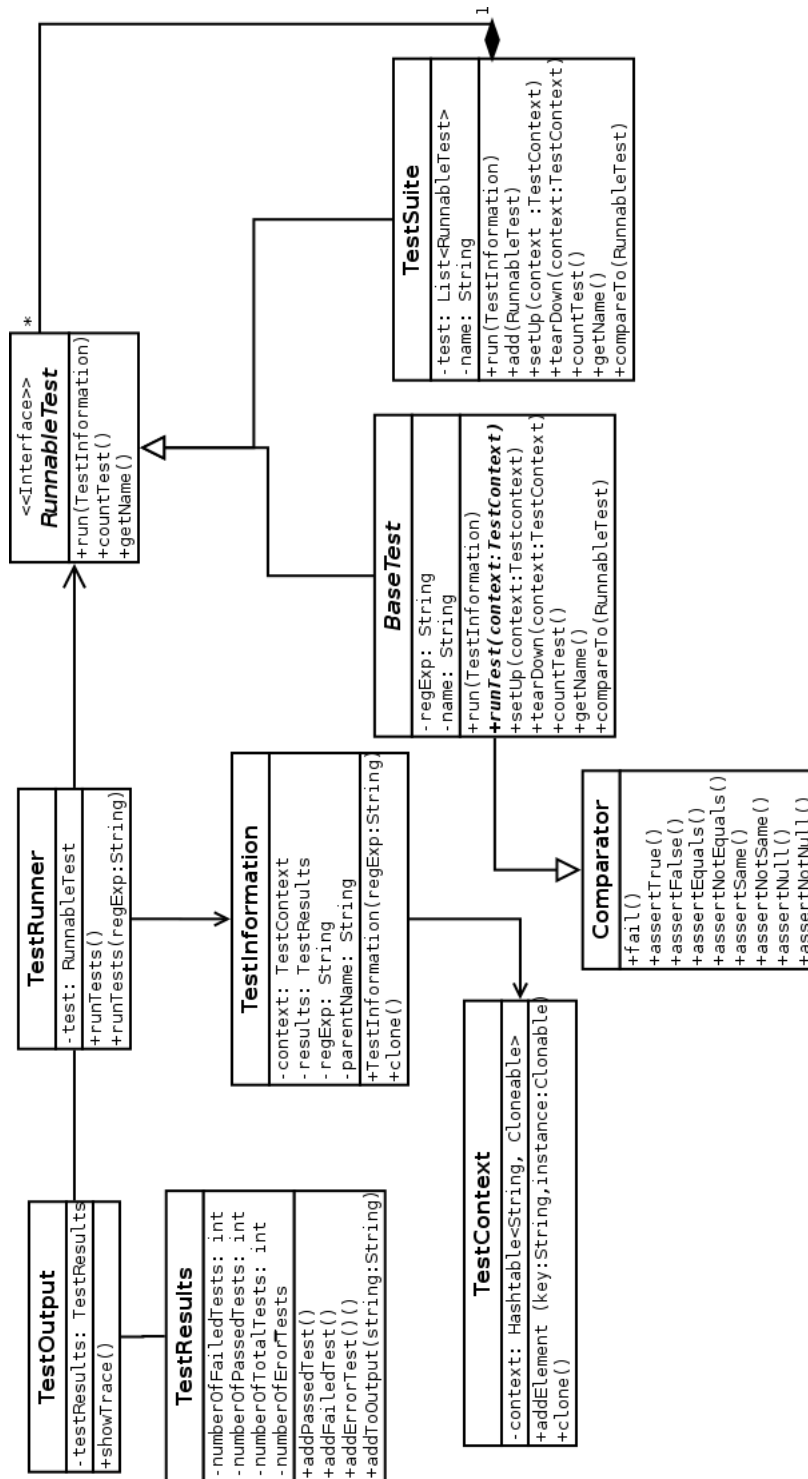 TestOutput
-testResults: TestResults
+showTrace()
TestRunner
-test: RunnableTest
+runTests()
+runTests(regExp:String)
<<Interface>>
RunnableTest
+run(TestInformation)
+countTest()
+getName()
*
1
TestResults
-numberOfFailedTests: int
-numberOfPassedTests: int
-numberOfTotalTests: int
-numberOfErorTests
+addPassedTest()
+addFailedTest()
+addErrorTest()()
+addToOutput(string:String)
TestInformation
-context: TestContext
-results: TestResults
-regExp: String
-parentName: String
+TestInformation(regExp:String)
+clone()
BaseTest
-regExp: String
-name: String
+run(TestInformation)
+runTest(context:TestContext)
+setUp(context:Testcontext)
+tearDown(context:TestContext)
+countTest()
+getName()
+compareTo(RunnableTest)
TestSuite
-test: List<RunnableTest>
-name: String
+run(TestInformation)
+add(RunnableTest)
+setUp(context :TestContext)
+tearDown(context:TestContext)
+countTest()
+getName()
+compareTo(RunnableTest)
TestContext
-context: Hashtable<String, Cloneable>
+addElement (key:String,instance:Clonable)
+clone()
Comparator
+fail()
+assertTrue()
+assertFalse()
+assertEquals()
+assertNotEquals()
+assertSame()
+assertNotSame()
+assertNull()
+assertNotNull()